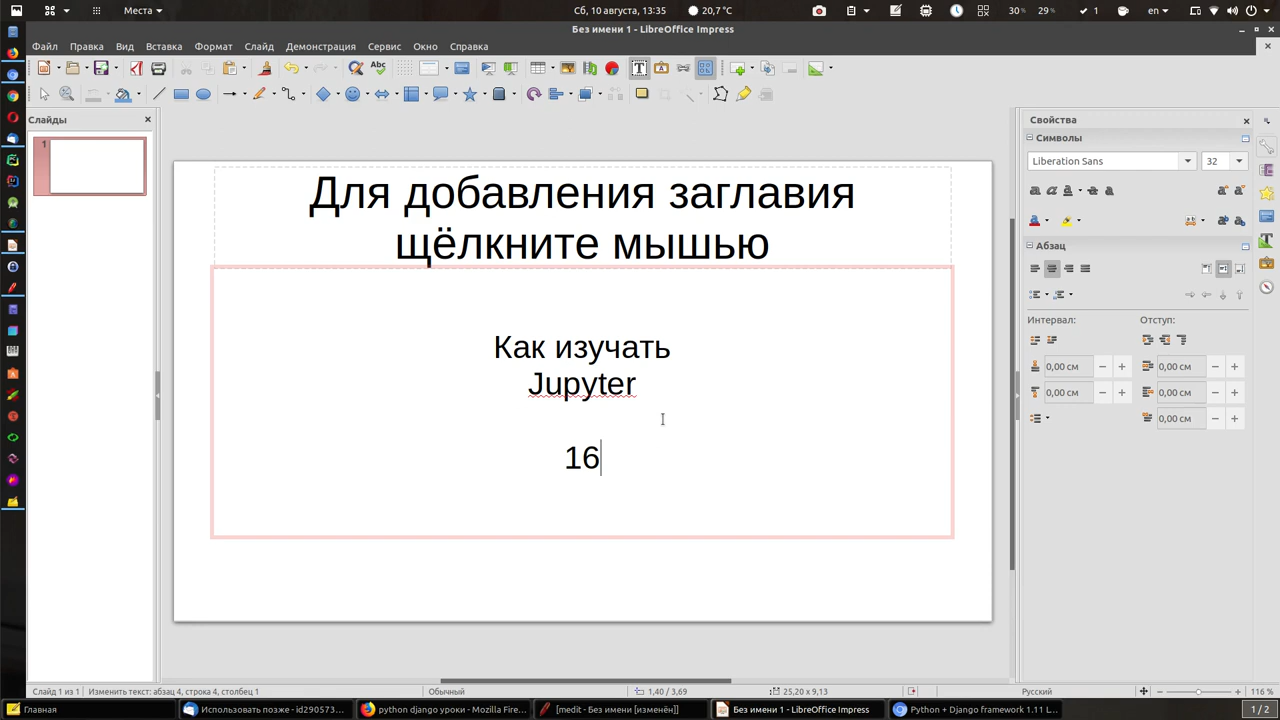 Места
Сб, 10 августа, 13:35
20,7 °C
30 %
29 %
1
en
Без имени 1 - LibreOffice Impress
Файл Правка Вид Вставка Формат Слайд Демонстрация Сервис Окно Справка
Слайды
1
Для добавления заглавия
щёлкните мышью
Как изучать
Jupyter
16
Свойства
Символы
Liberation Sans
32
Абзац
Интервал:
Отступ:
0,00 см
0,00 см
0,00 см
0,00 см
0,00 см
Слайд 1 из 1
Изменить текст: абзац 4, строка 4, столбец 1
Обычный
1,40 / 3,69
25,20 x 9,13
Русский
116 %
Главная
Использовать позже - id290573...
python django уроки - Mozilla Fire...
[medit - Без имени [изменён]]
Без имени 1 - LibreOffice Impress
Python + Django framework 1.11 L...
1 / 2